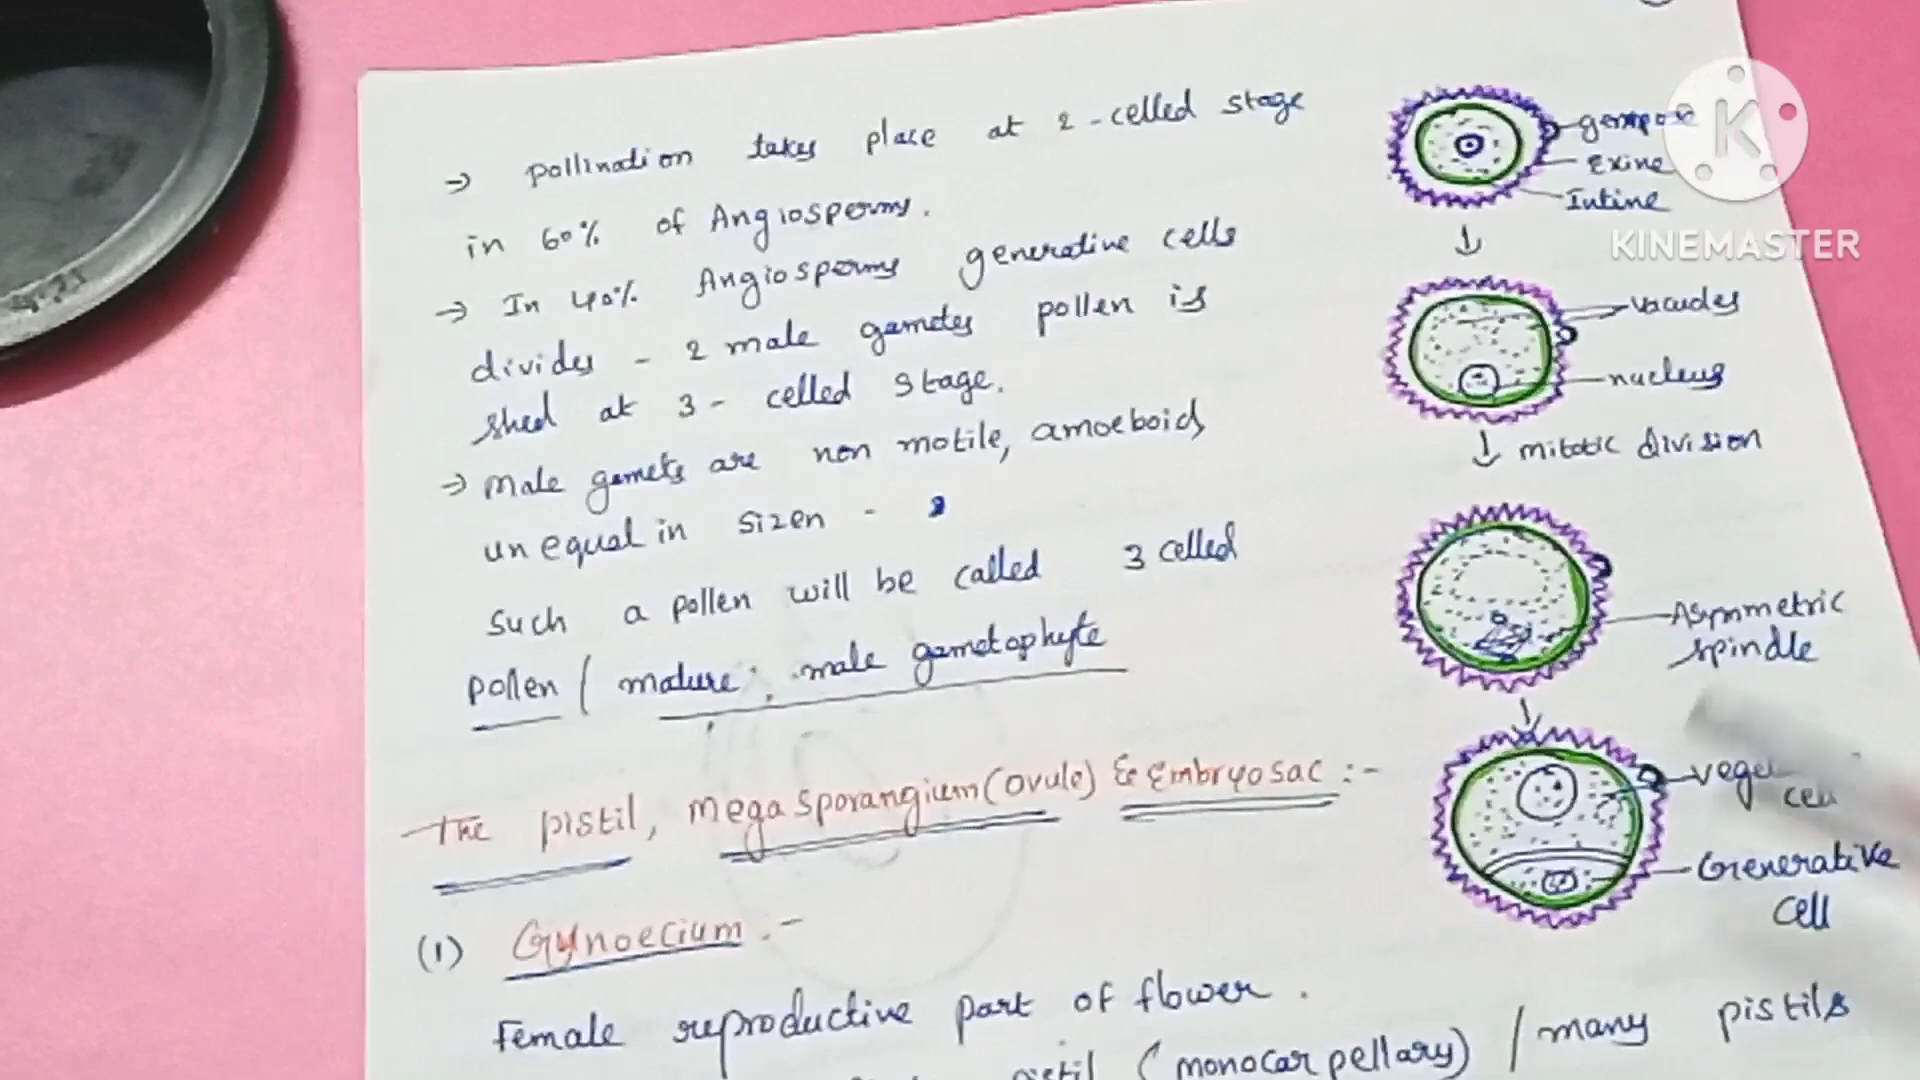 → pollination takes place at 2-celled stage
in 60% of Angiosperms.
→ In 40% Angiosperms generative cells
divides - 2 male gametes pollen is
shed at 3- celled stage.
→ Male gamets are non motile, amoeboid,
unequal in sizen -
Such a pollen will be called 3 celled
pollen / mature male gametophyte
The pistil, Megasporangium(ovule) & Embryosac :-
(1) Gynoecium :-
Female reproductive part of flower.
pistil (monocarpellary) / many pistils
Exine
Intine
KINEMASTER
vacuoles
nucleus
↓ mitotic division
Asymmetric
spindle
Generative
cell